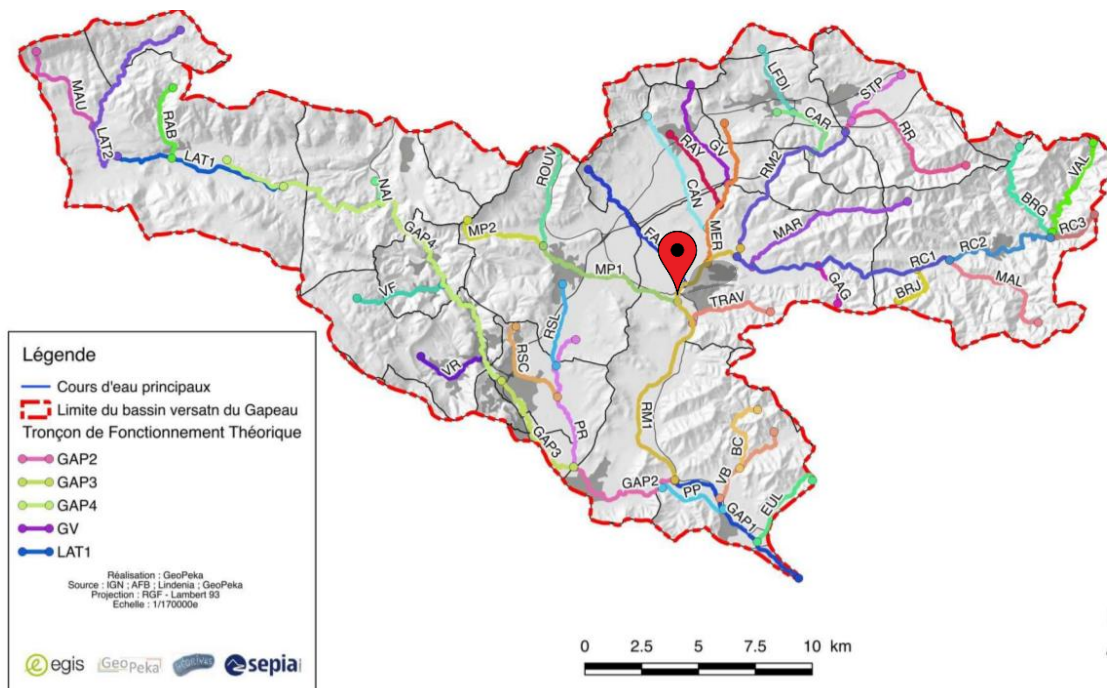 MAU
LAT2
RAB
LAT1
NAI
GAP4
VF
VR
MP2
ROUV
MP1
RSL
RSC
PR
GAP3
GAP2
PP
RM1
TRAV
CAN
RAY
GV
MER
LFDI
CAR
STP
RR
RM2
MAR
GAG
RC1
BRJ
RC2
MAL
RC3
BRG
VAL
BC
VB
GAP1
EUL
Légende
Cours d'eau principaux
Limite du bassin versatn du Gapeau
Tronçon de Fonctionnement Théorique
GAP2
GAP3
GAP4
GV
LAT1
Réalisation : GeoPeka
Source : IGN ; AFB ; Lindenia ; GeoPeka
Projection : RGF - Lambert 93
Echelle : 1/170000e
egis
GeoPeka
sepia
0 2.5 5 7.5 10 km